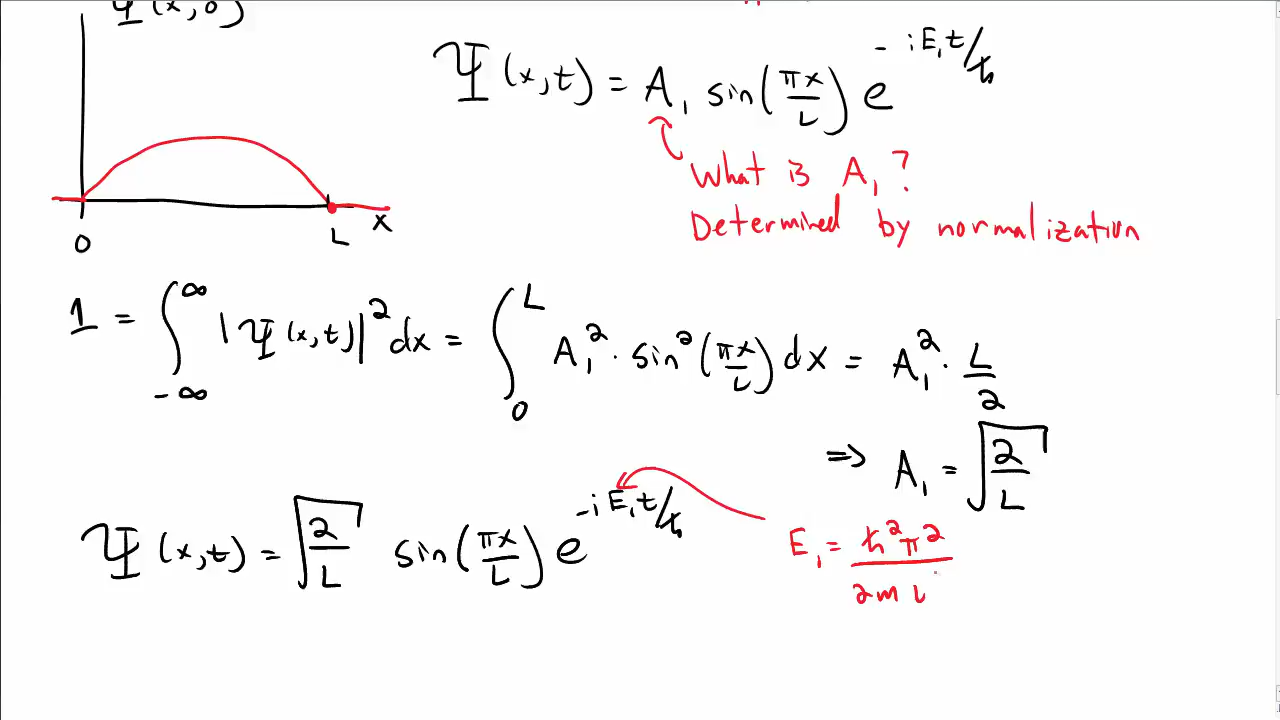 Ψ(x,0)
Ψ(x,t) = A₁ sin(πx/L) e^(-iE₁t/ħ)
What is A₁?
Determined by normalization
0 L x
1 = ∫_{-∞}^{∞} |Ψ(x,t)|² dx = ∫_0^L A₁² · sin²(πx/L) dx = A₁² · L/2
⇒ A₁ = √(2/L)
Ψ(x,t) = √(2/L) sin(πx/L) e^(-iE₁t/ħ)
E₁ = ħ²π²/2mL